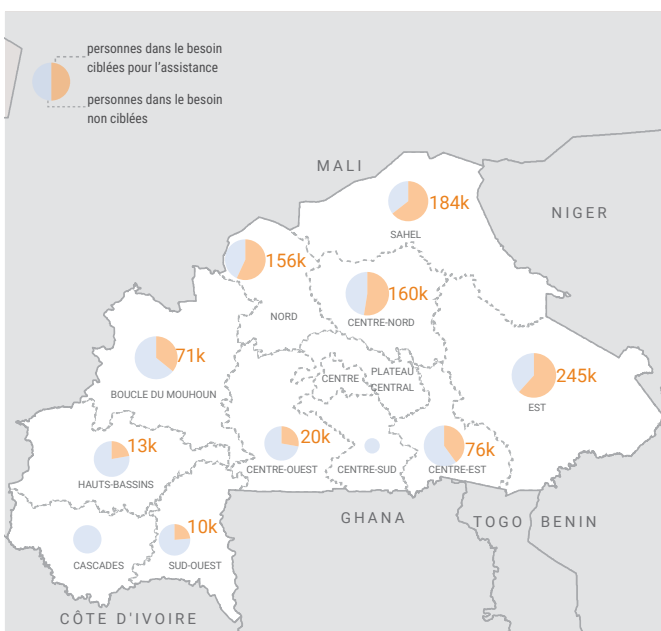 personnes dans le besoin
ciblées pour l'assistance
personnes dans le besoin
non ciblées
MALI
NIGER
184k
SAHEL
156k
NORD
160k
CENTRE-NORD
71k
BOUCLE DU MOUHOUN
CENTRE
PLATEAU
CENTRAL
245k
EST
13k
HAUTS-BASSINS
20k
CENTRE-OUEST
CENTRE-SUD
76k
CENTRE-EST
GHANA
TOGO
BENIN
CASCADES
10k
SUD-OUEST
CÔTE D'IVOIRE